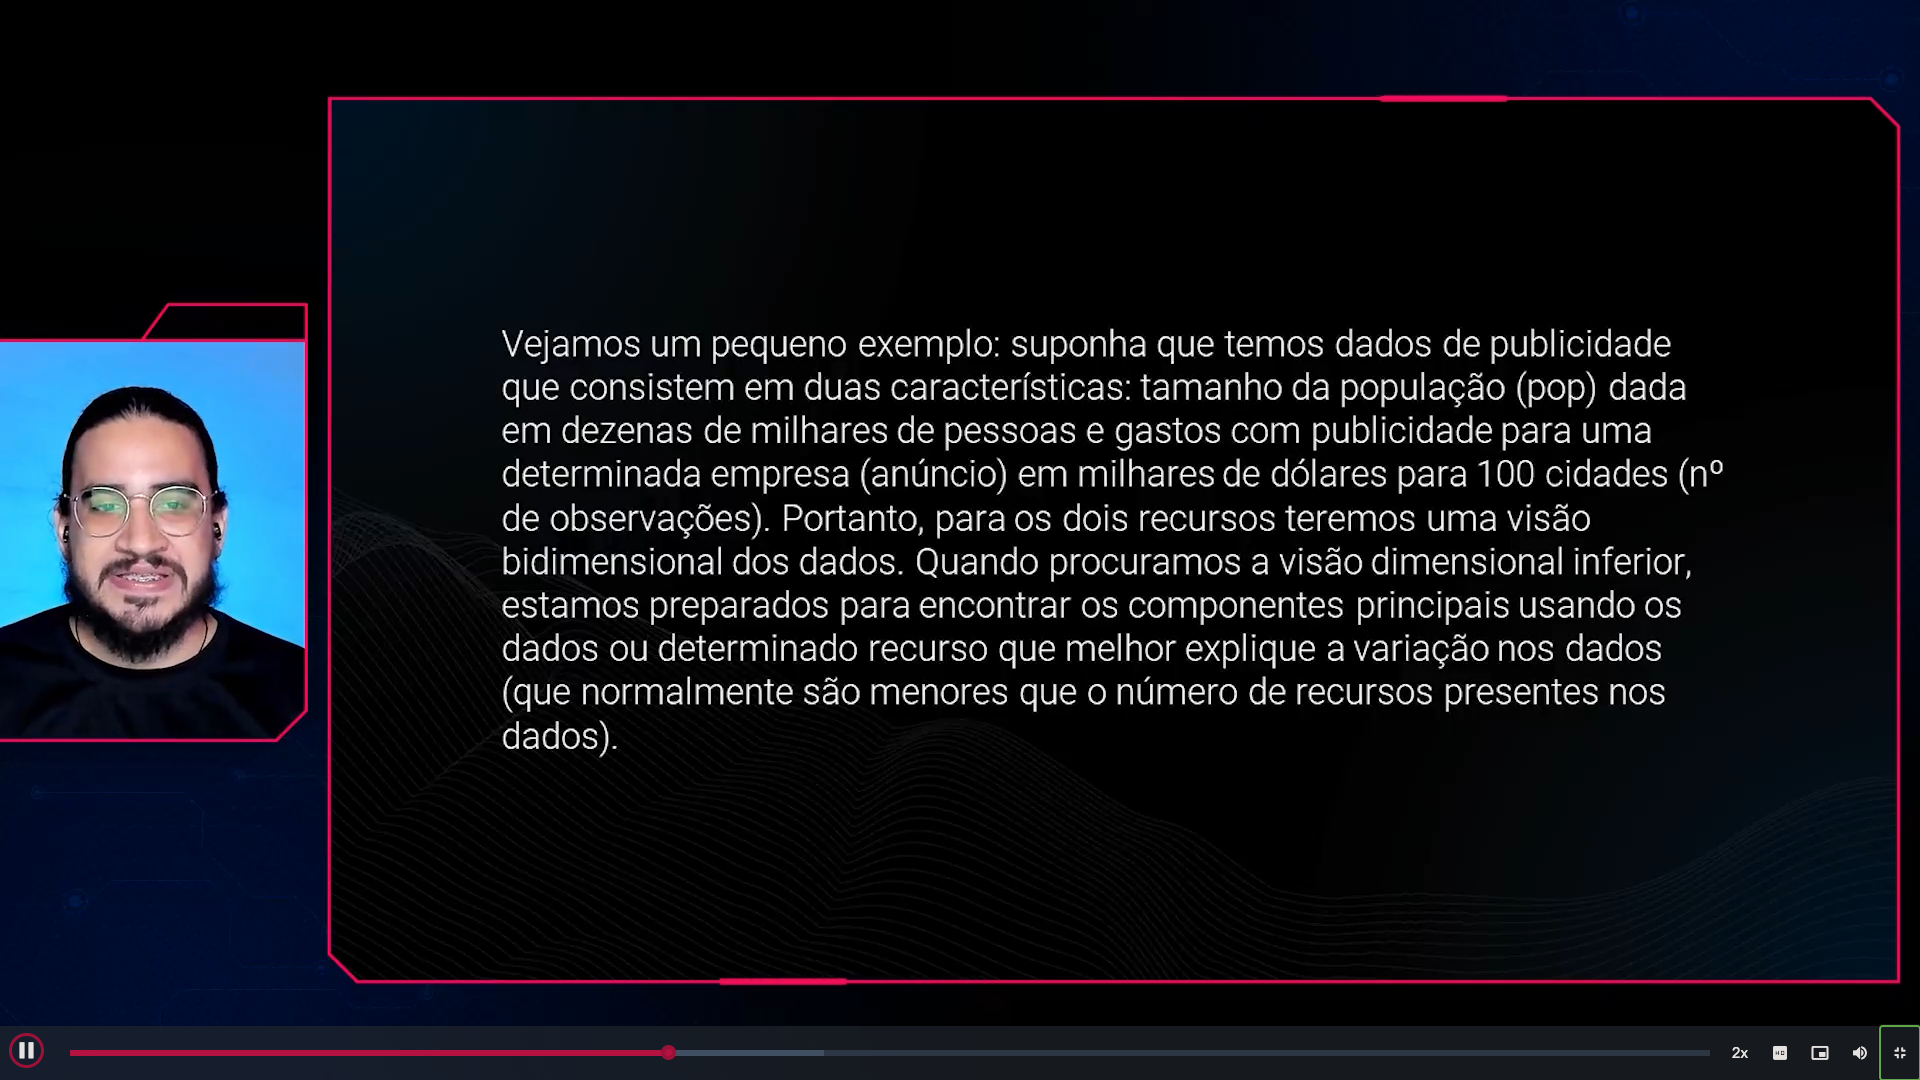 Vejamos um pequeno exemplo: suponha que temos dados de publicidade
que consistem em duas características: tamanho da população (pop) dada
em dezenas de milhares de pessoas e gastos com publicidade para uma
determinada empresa (anúncio) em milhares de dólares para 100 cidades (nº
de observações). Portanto, para os dois recursos teremos uma visão
bidimensional dos dados. Quando procuramos a visão dimensional inferior,
estamos preparados para encontrar os componentes principais usando os
dados ou determinado recurso que melhor explique a variação nos dados
(que normalmente são menores que o número de recursos presentes nos
dados).
2x
HD